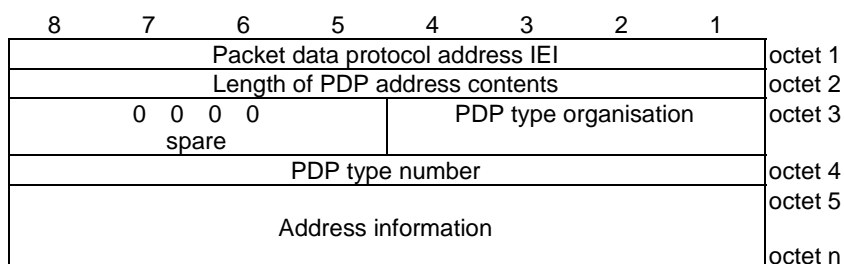 8 7 6 5 4 3 2 1
Packet data protocol address IEI octet 1
Length of PDP address contents octet 2
0 0 0 0 PDP type organisation octet 3
spare
PDP type number octet 4
octet 5
Address information
octet n